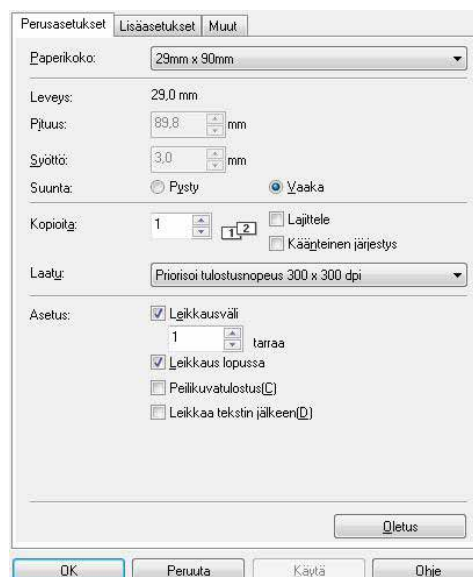 Perusasetukset Lisäasetukset Muut
Paperikoko: 29mm x 90mm
Leveys: 29,0 mm
Pituus: 89,8 mm
Syöttö: 3,0 mm
Suunta: Pysty Vaaka
Kopioita: 1 1 2 Lajittele
Käänteinen järjestys
Laatu: Priorisoi tulostusnopeus 300 x 300 dpi
Asetus: Leikkausväli
1 tarraa
Leikkaus lopussa
Peilikuvatulostus(C)
Leikkaa tekstin jälkeen(D)
Oletus
OK Peruuta Käytä Ohje